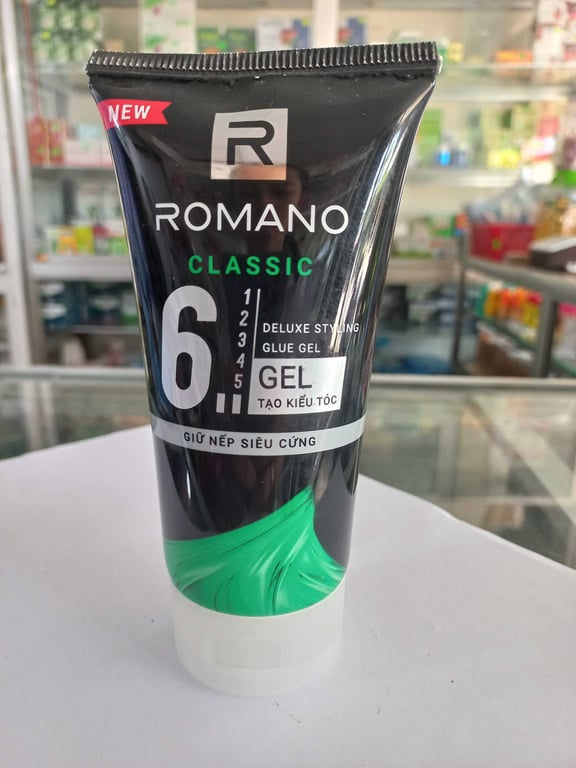 NEW
R
ROMANO
CLASSIC
6
1
2
3
4
5
DELUXE STYLING
GLUE GEL
GEL
TẠO KIỂU TÓC
GIỮ NẾP SIÊU CỨNG